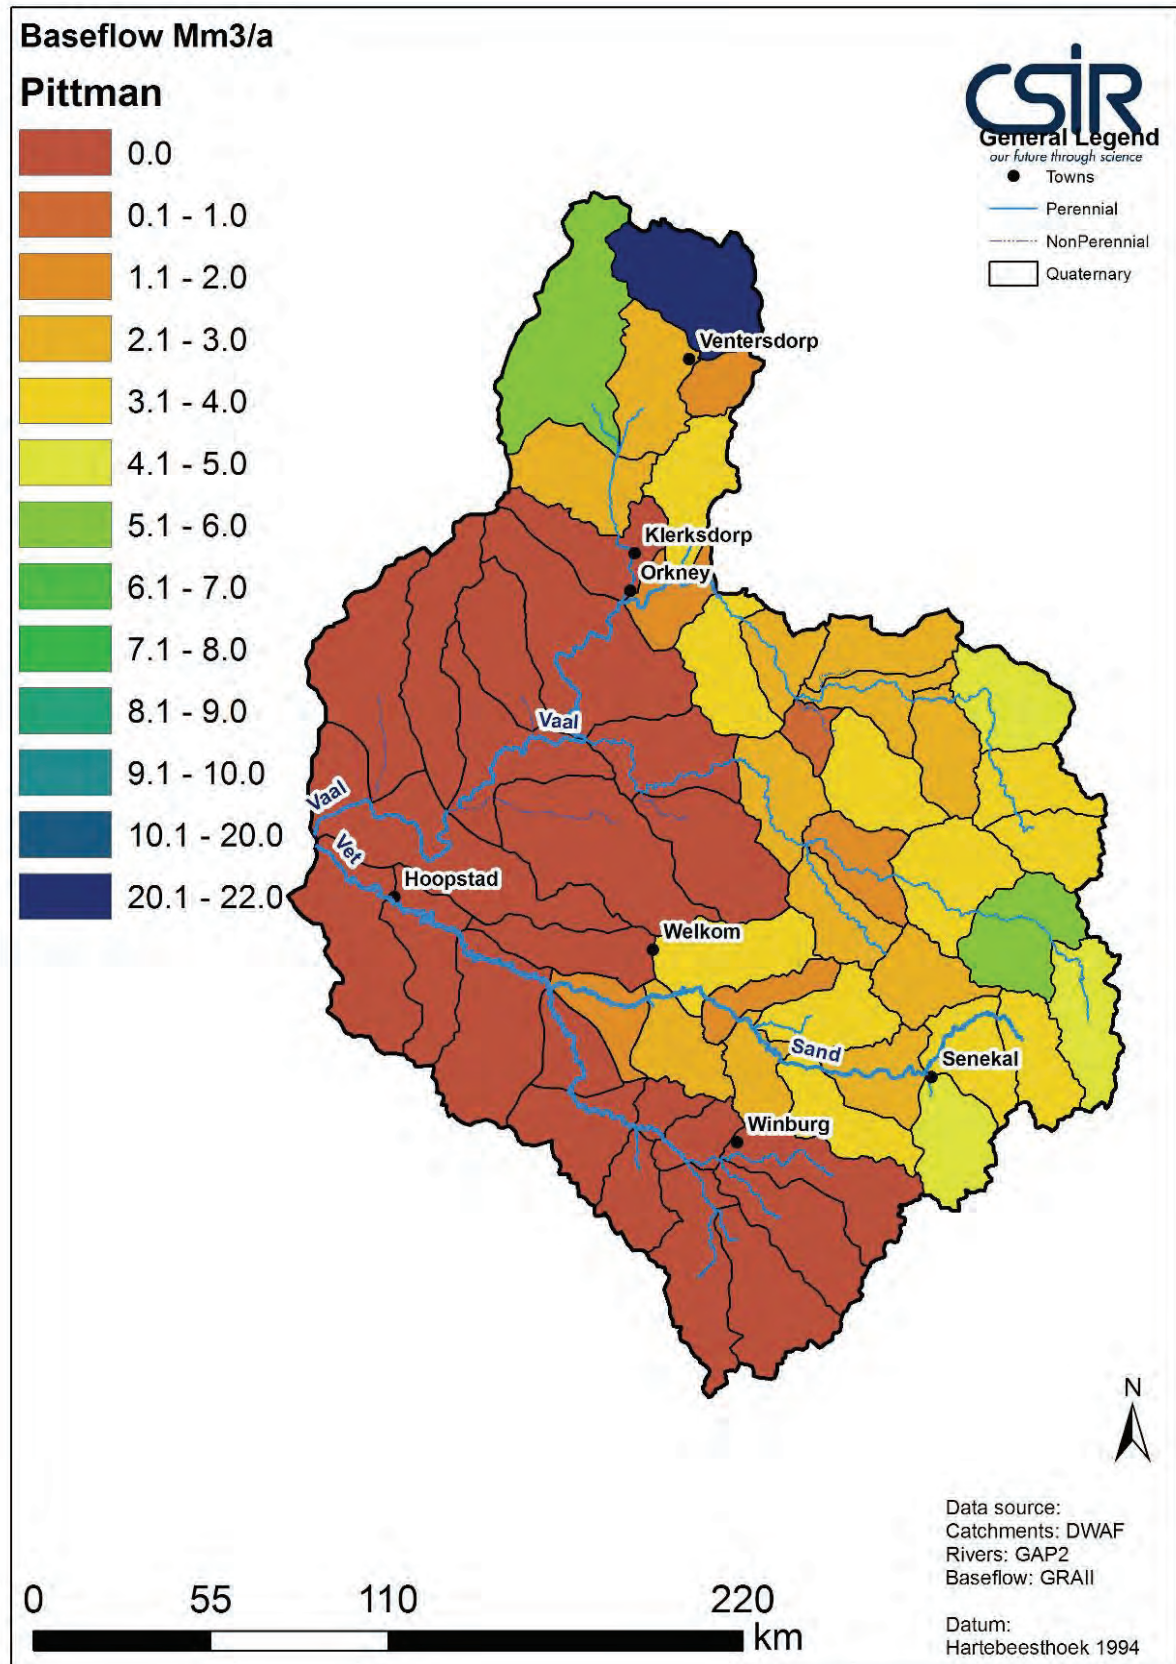 Baseflow Mm3/a
Pittman
0.0
0.1 - 1.0
1.1 - 2.0
2.1 - 3.0
3.1 - 4.0
4.1 - 5.0
5.1 - 6.0
6.1 - 7.0
7.1 - 8.0
8.1 - 9.0
9.1 - 10.0
10.1 - 20.0
20.1 - 22.0
CSIR
General Legend
our future through science
Towns
Perennial
NonPerennial
Quaternary
Ventersdorp
Klerksdorp
Orkney
Vaal
Vaal
Vet
Hoopstad
Welkom
Sand
Senekal
Winburg
N
Data source:
Catchments: DWAF
Rivers: GAP2
Baseflow: GRAII
Datum:
Hartebeesthoek 1994
0 55 110 220
km